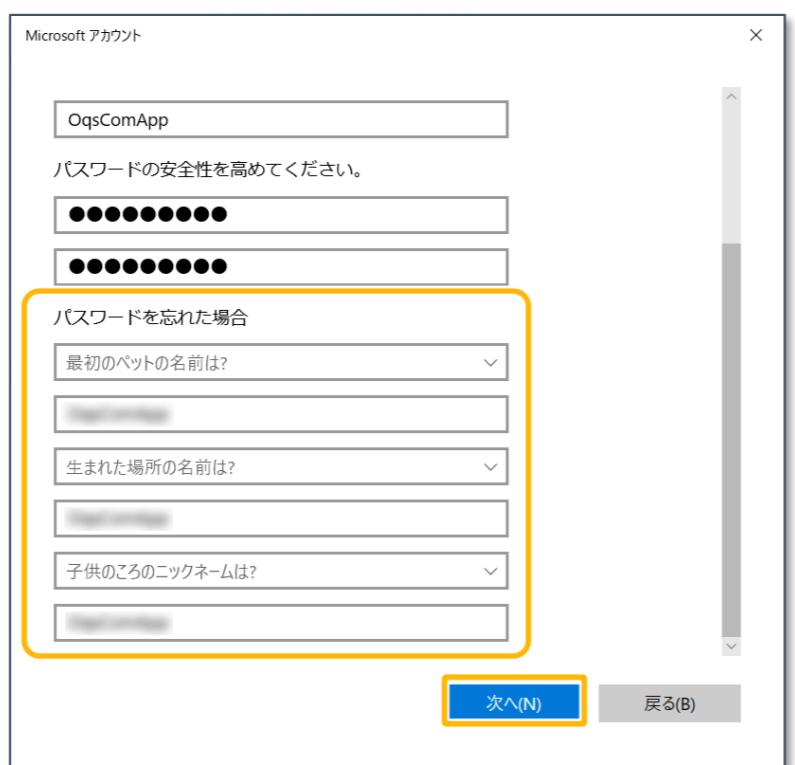 Microsoft アカウント
OqsComApp
パスワードの安全性を高めてください。
●●●●●●●●●
●●●●●●●●●
パスワードを忘れた場合
最初のペットの名前は?
生まれた場所の名前は?
子供のころのニックネームは?
次へ(N)
戻る(B)